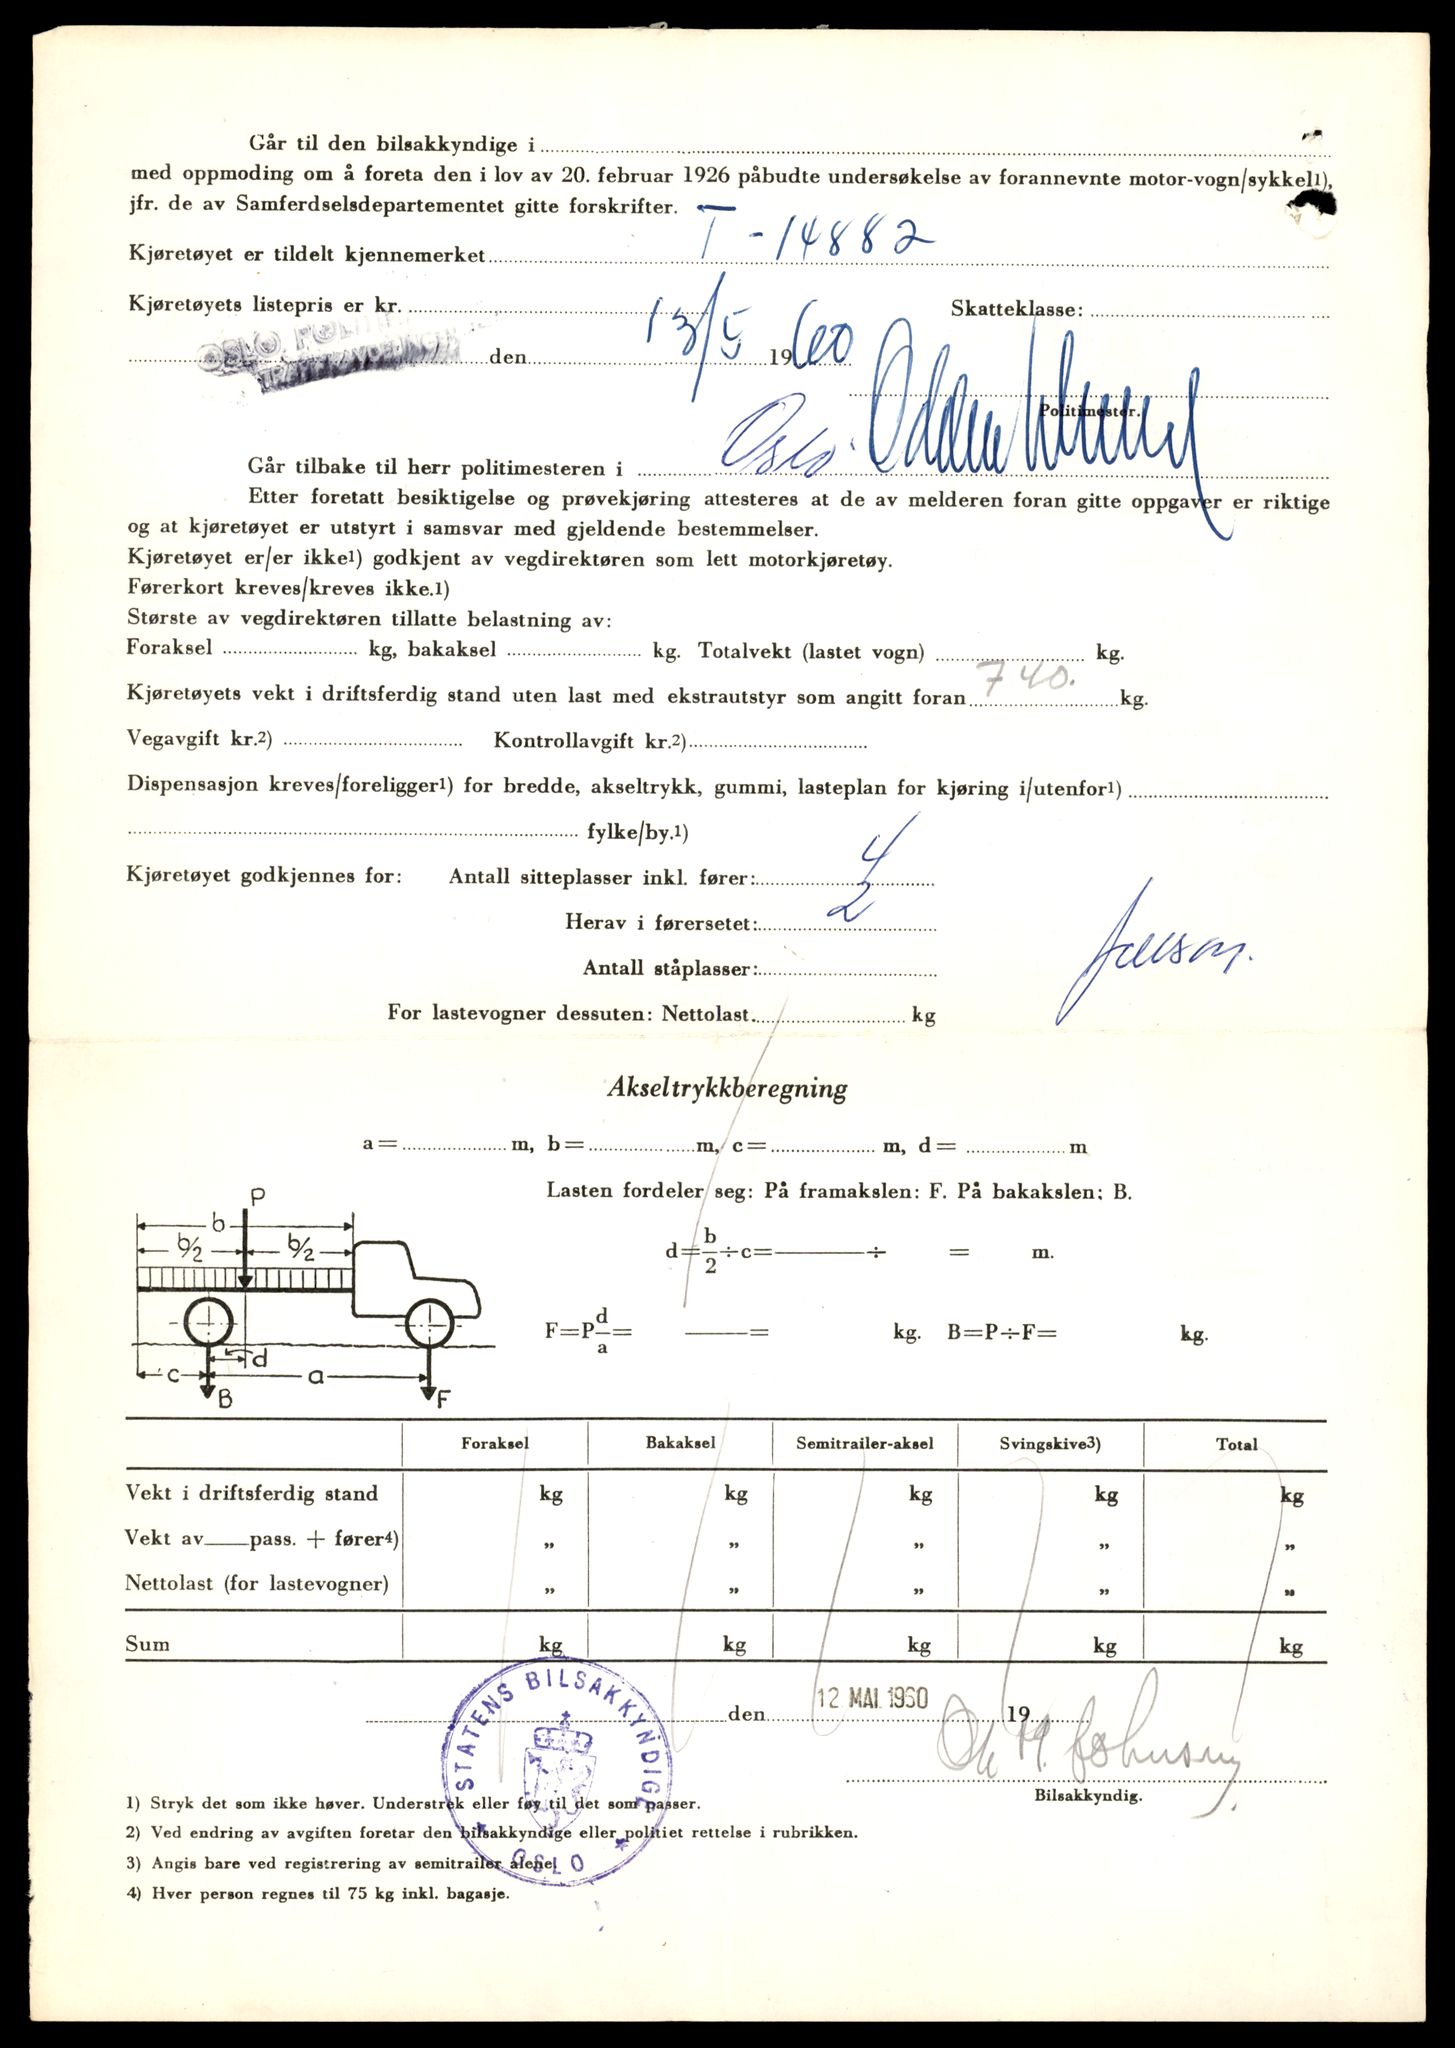 Går til den bilsakkyndige i
med oppmoding om å foreta den i lov av 20. februar 1926 påbudte undersøkelse av forannevnte motor-vogn/sykkel1),
jfr. de av Samferdselsdepartementet gitte forskrifter.
Kjøretøyet er tildelt kjennemerket T-14882
Kjøretøyets listepris er kr. Skatteklasse:
OSLO POLITI den 13/5 1960
Politimester.
Går tilbake til herr politimesteren i Oslo
Etter foretatt besiktigelse og prøvekjøring attesteres at de av melderen foran gitte oppgaver er riktige
og at kjøretøyet er utstyrt i samsvar med gjeldende bestemmelser.
Kjøretøyet er/er ikke1) godkjent av vegdirektøren som lett motorkjøretøy.
Førerkort kreves/kreves ikke.1)
Største av vegdirektøren tillatte belastning av:
Foraksel kg, bakaksel kg. Totalvekt (lastet vogn) kg.
Kjøretøyets vekt i driftsferdig stand uten last med ekstrautstyr som angitt foran 740. kg.
Vegavgift kr.2) Kontrollavgift kr.2)
Dispensasjon kreves/foreligger1) for bredde, akseltrykk, gummi, lasteplan for kjøring i/utenfor1)
fylke/by.1)
Kjøretøyet godkjennes for: Antall sitteplasser inkl. fører: 4
Herav i førersetet: 2
Antall ståplasser:
For lastevogner dessuten: Nettolast. kg
Akseltrykkberegning
a= m, b= m, c= m, d= m
Lasten fordeler seg: På framakslen: F. På bakakslen: B.
d=b/2÷c= ÷ = m.
F=Pd/a= = kg. B=P÷F= kg.
P
b
b/2 b/2
c d a
B F
Foraksel Bakaksel Semitrailer-aksel Svingskive3) Total
Vekt i driftsferdig stand kg kg kg kg kg
Vekt av pass. + fører4) „ „ „ „ „
Nettolast (for lastevogner) „ „ „ „ „
Sum kg kg kg kg kg
STATENS BILSAKKYNDIGE
OSLO
den 12 MAI 1960 19
Bilsakkyndig.
1) Stryk det som ikke høver. Understrek eller føy til det som passer.
2) Ved endring av avgiften foretar den bilsakkyndige eller politiet rettelse i rubrikken.
3) Angis bare ved registrering av semitrailer alene.
4) Hver person regnes til 75 kg inkl. bagasje.